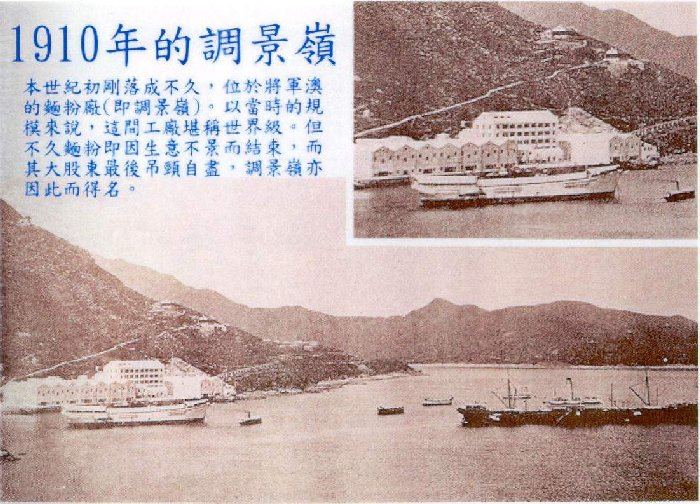 1910年的調景嶺
本世紀初剛落成不久，位於將軍澳
的麵粉廠(即調景嶺)。以當時的規
模來說，這間工廠堪稱世界級。但
不久麵粉即因生意不景而結束，而
其大股東最後吊頸自盡，調景嶺亦
因此而得名。